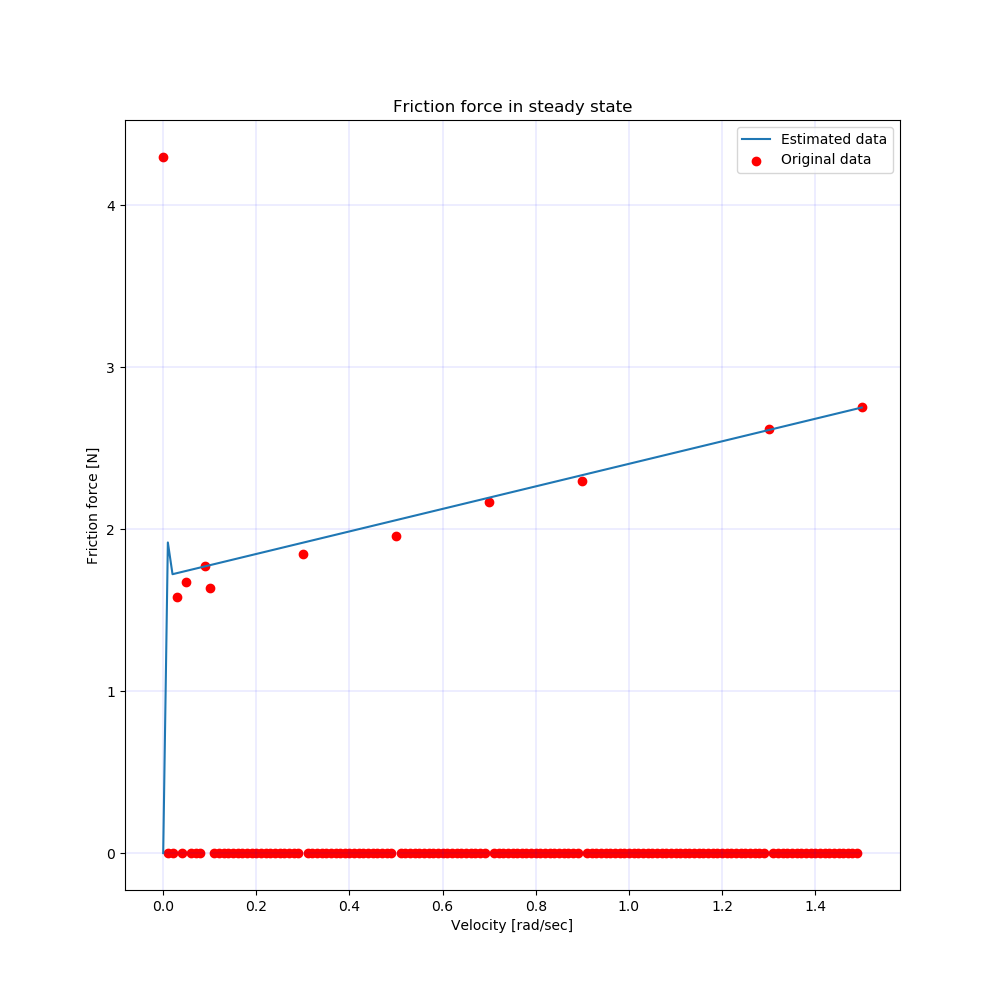 Friction force in steady state
Estimated data
Original data
4
3
2
1
0
Friction force [N]
0.0 0.2 0.4 0.6 0.8 1.0 1.2 1.4
Velocity [rad/sec]